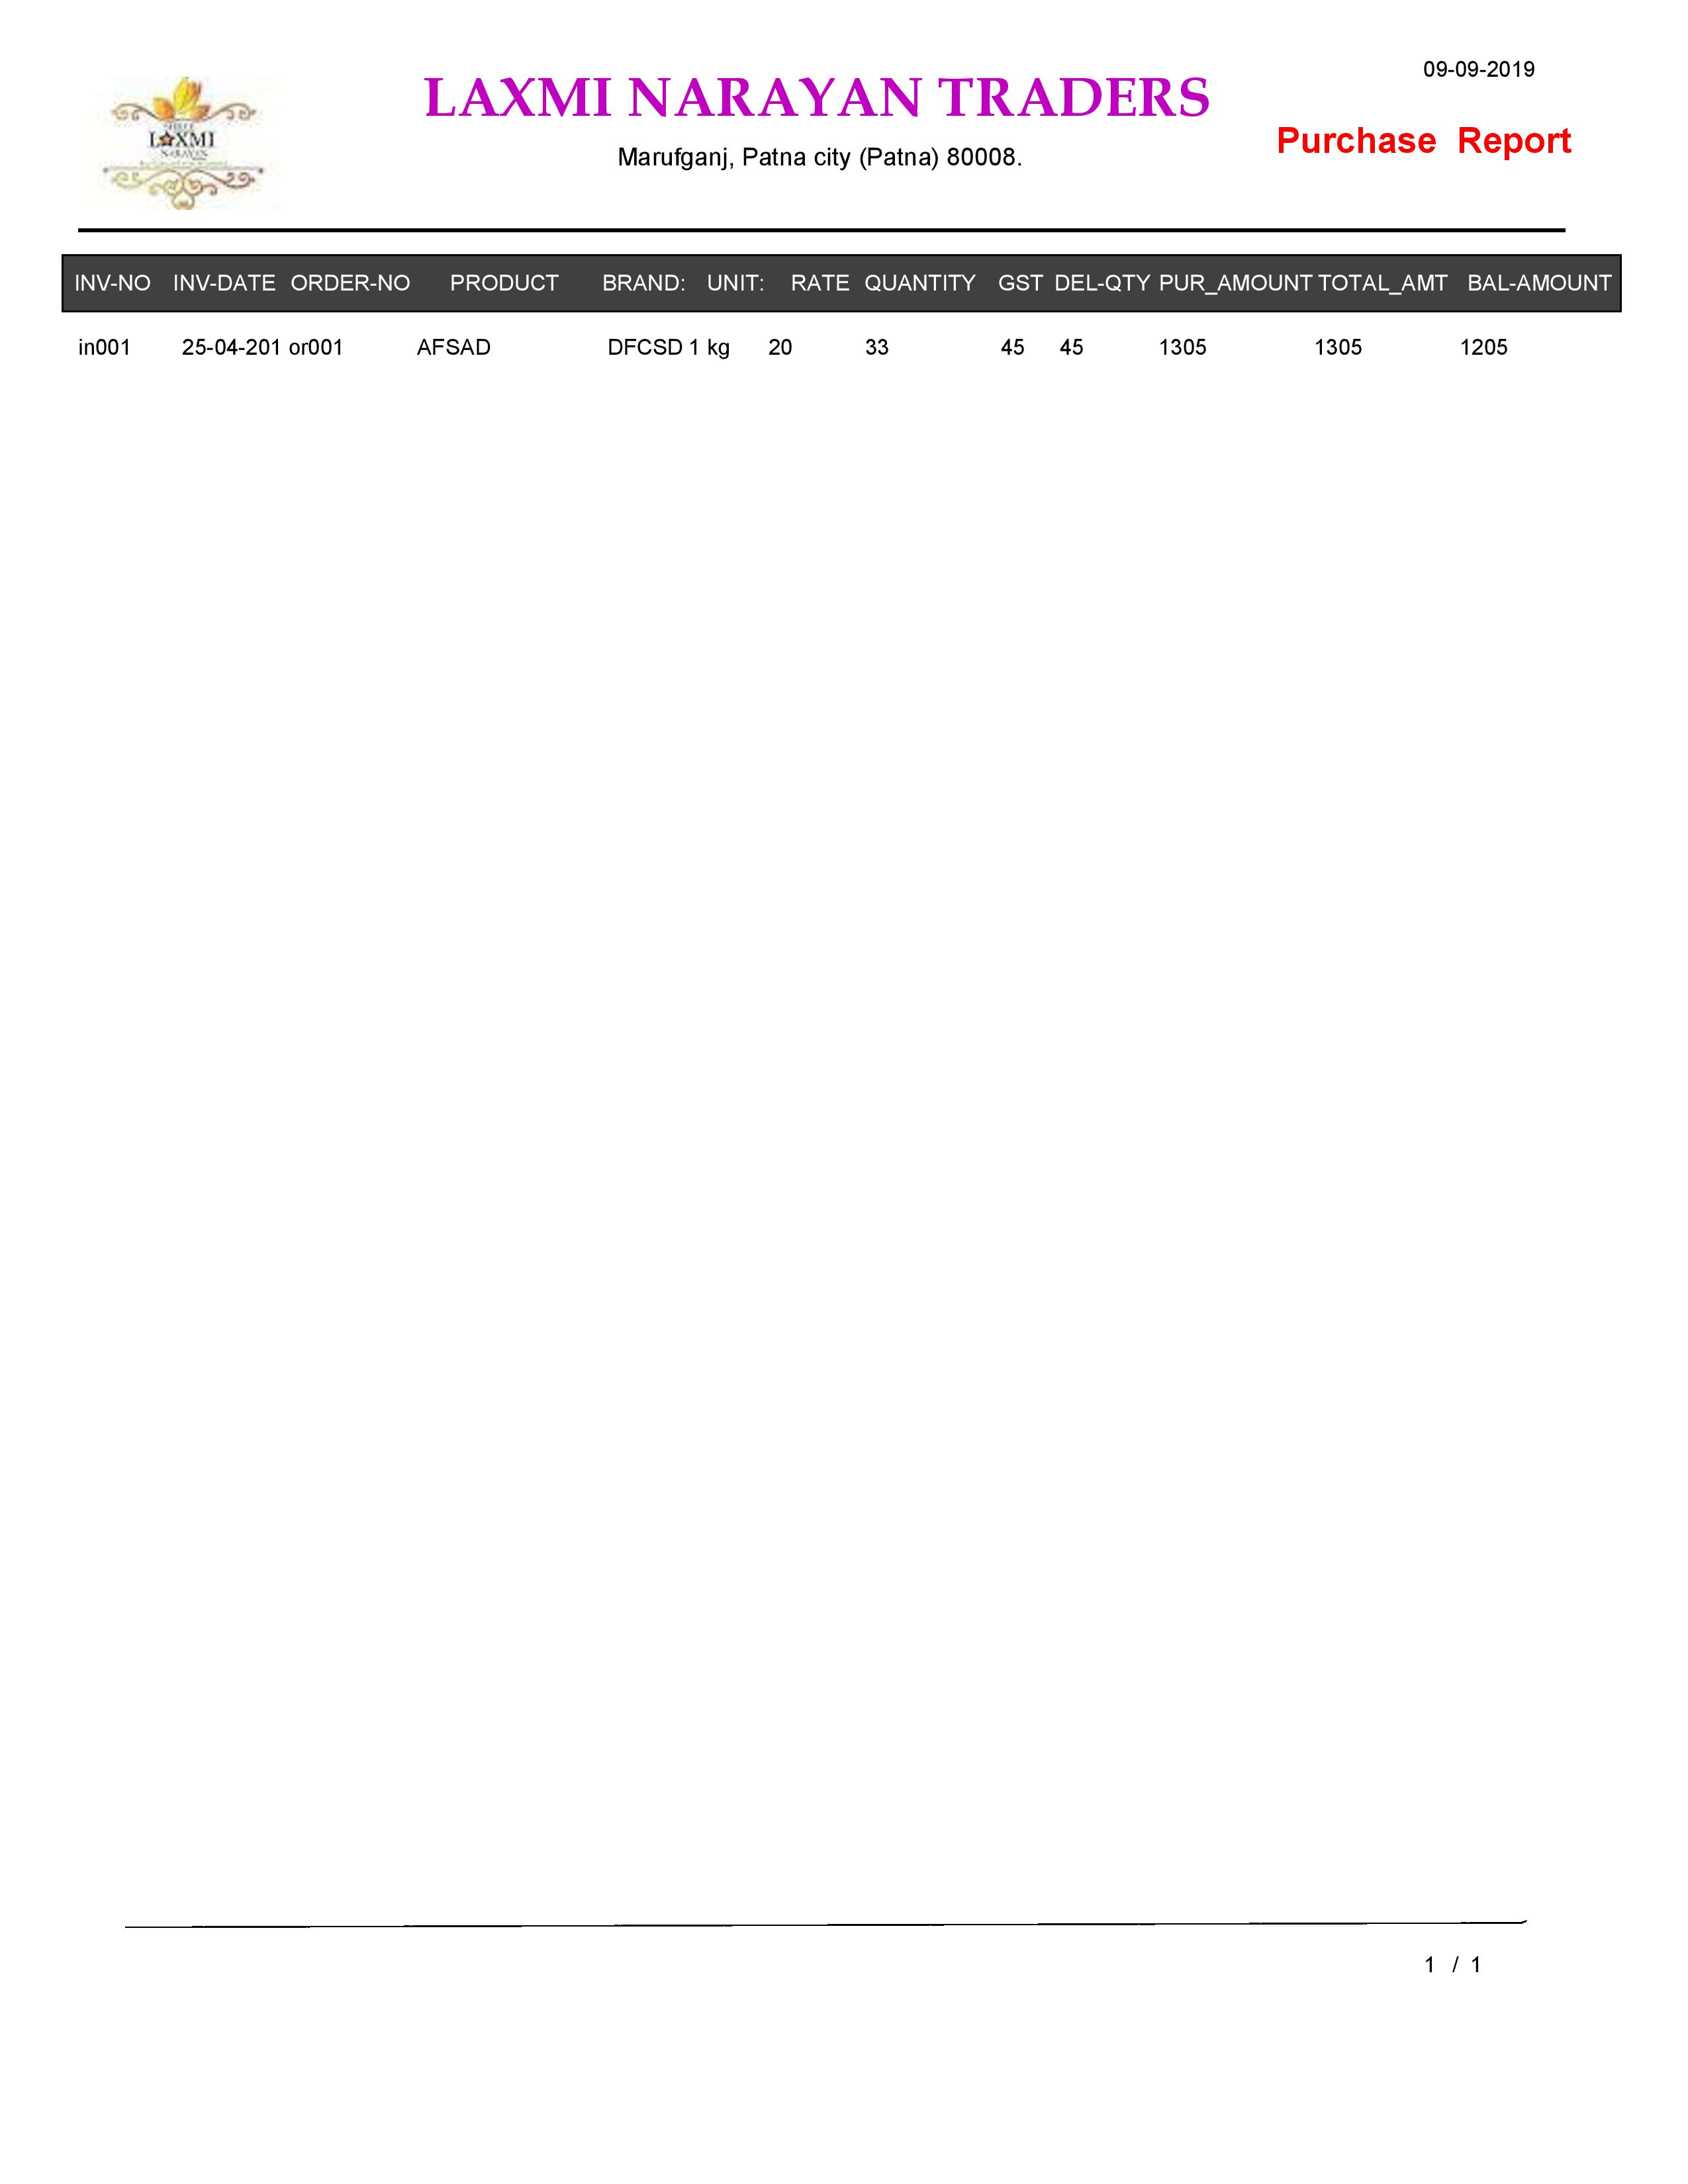 09-09-2019
LAXMI NARAYAN TRADERS
Purchase Report
Marufganj, Patna city (Patna) 80008.
SHREE
LAXMI
NARAYAN
INV-NO INV-DATE ORDER-NO PRODUCT BRAND: UNIT: RATE QUANTITY GST DEL-QTY PUR_AMOUNT TOTAL_AMT BAL-AMOUNT
in001 25-04-201 or001 AFSAD DFCSD 1 kg 20 33 45 45 1305 1305 1205
1 / 1